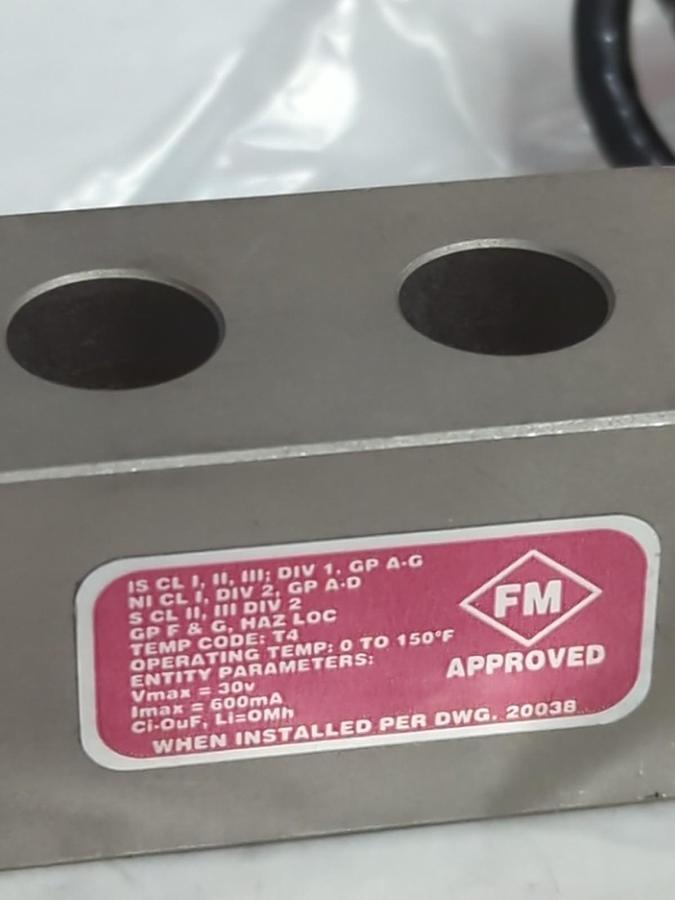 IS CL I, II, III; DIV 1, GP A-G
NI CL I, DIV 2, GP A-D
S CL II, III DIV 2
GP F & G, HAZ LOC
TEMP CODE: T4
OPERATING TEMP: 0 TO 150°F
ENTITY PARAMETERS:
Vmax = 30v
Imax = 600mA
Ci-OuF, Li=OMh
WHEN INSTALLED PER DWG. 20038
FM
APPROVED